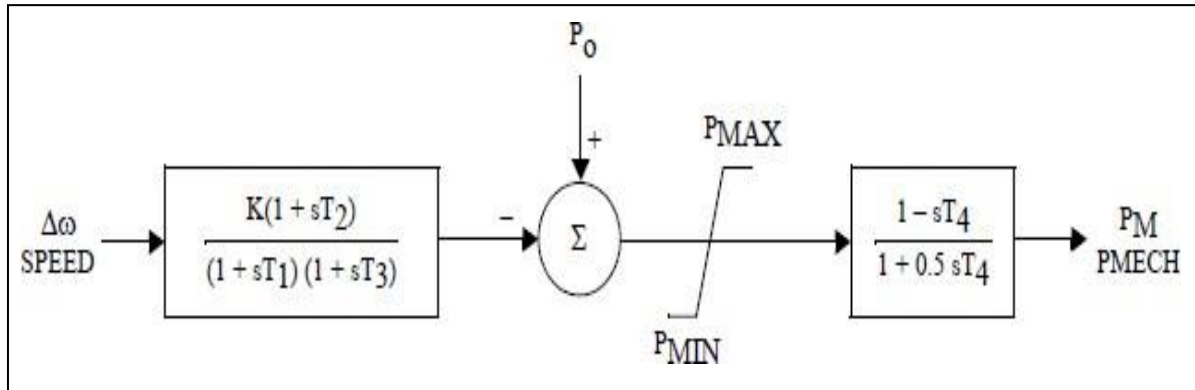 P₀
+
PMAX
Δω
SPEED
K(1 + sT₂)
(1 + sT₁) (1 + sT₃)
−
Σ
1 − sT₄
1 + 0.5 sT₄
PM
PMECH
PMIN